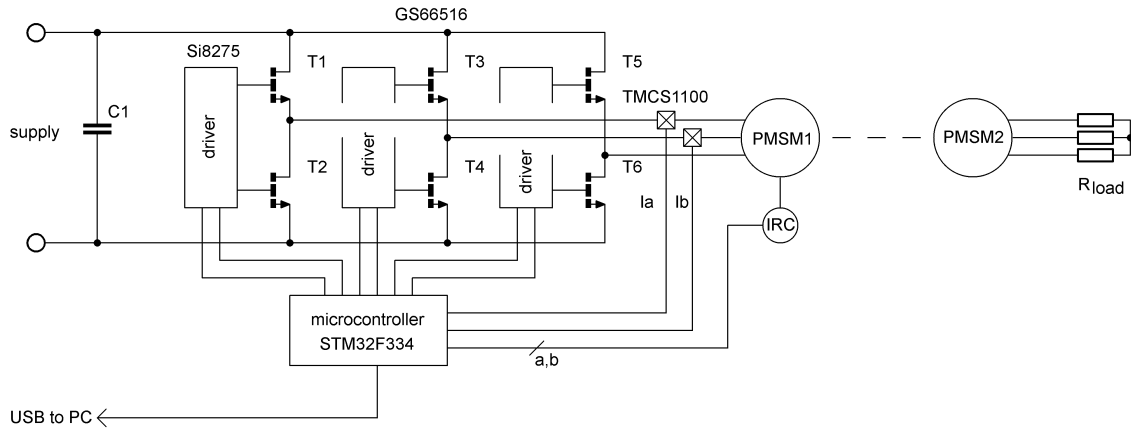 GS66516
Si8275
T1
T3
T5
TMCS1100
C1
supply
driver
driver
driver
PMSM1
PMSM2
T2
T4
T6
Rload
Ia
Ib
IRC
microcontroller
STM32F334
a,b
USB to PC